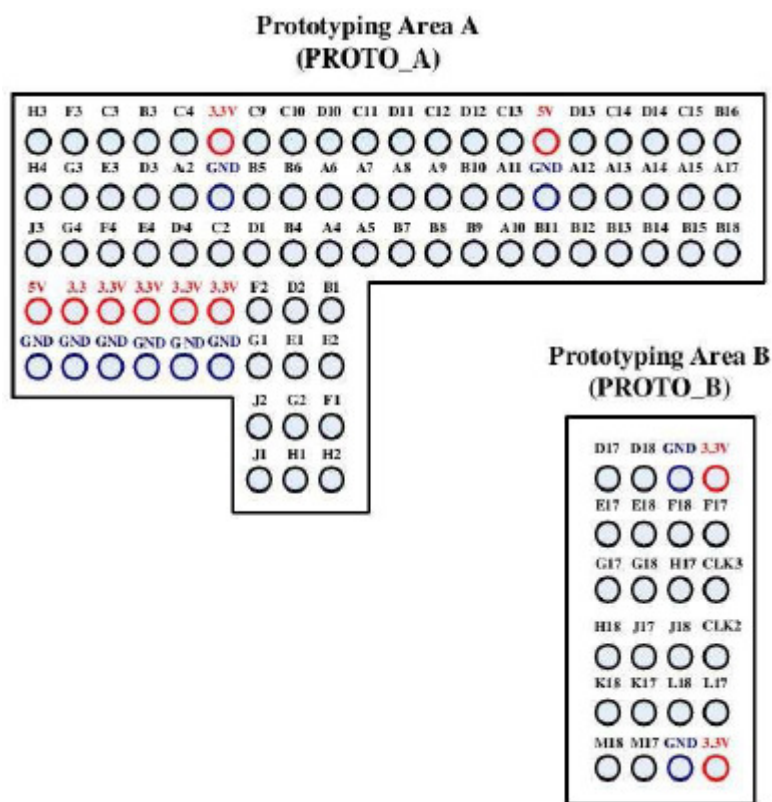 Prototyping Area A
(PROTO_A)
H3 F3 C3 B3 C4 3.3V C9 C10 D10 C11 D11 C12 D12 C13 5V D13 C14 D14 C15 B16
H4 G3 E3 D3 A2 GND B5 B6 A6 A7 A8 A9 B10 A11 GND A12 A13 A14 A15 A17
J3 G4 F4 E4 D4 C2 D1 B4 A4 A5 B7 B8 B9 A10 B11 B12 B13 B14 B15 B18
5V 3.3 3.3V 3.3V 3.3V 3.3V F2 D2 B1
GND GND GND GND GND GND G1 E1 E2
J2 G2 F1
J1 H1 H2
Prototyping Area B
(PROTO_B)
D17 D18 GND 3.3V
E17 E18 F18 F17
G17 G18 H17 CLK3
H18 J17 J18 CLK2
K18 K17 L18 L17
M18 M17 GND 3.3V